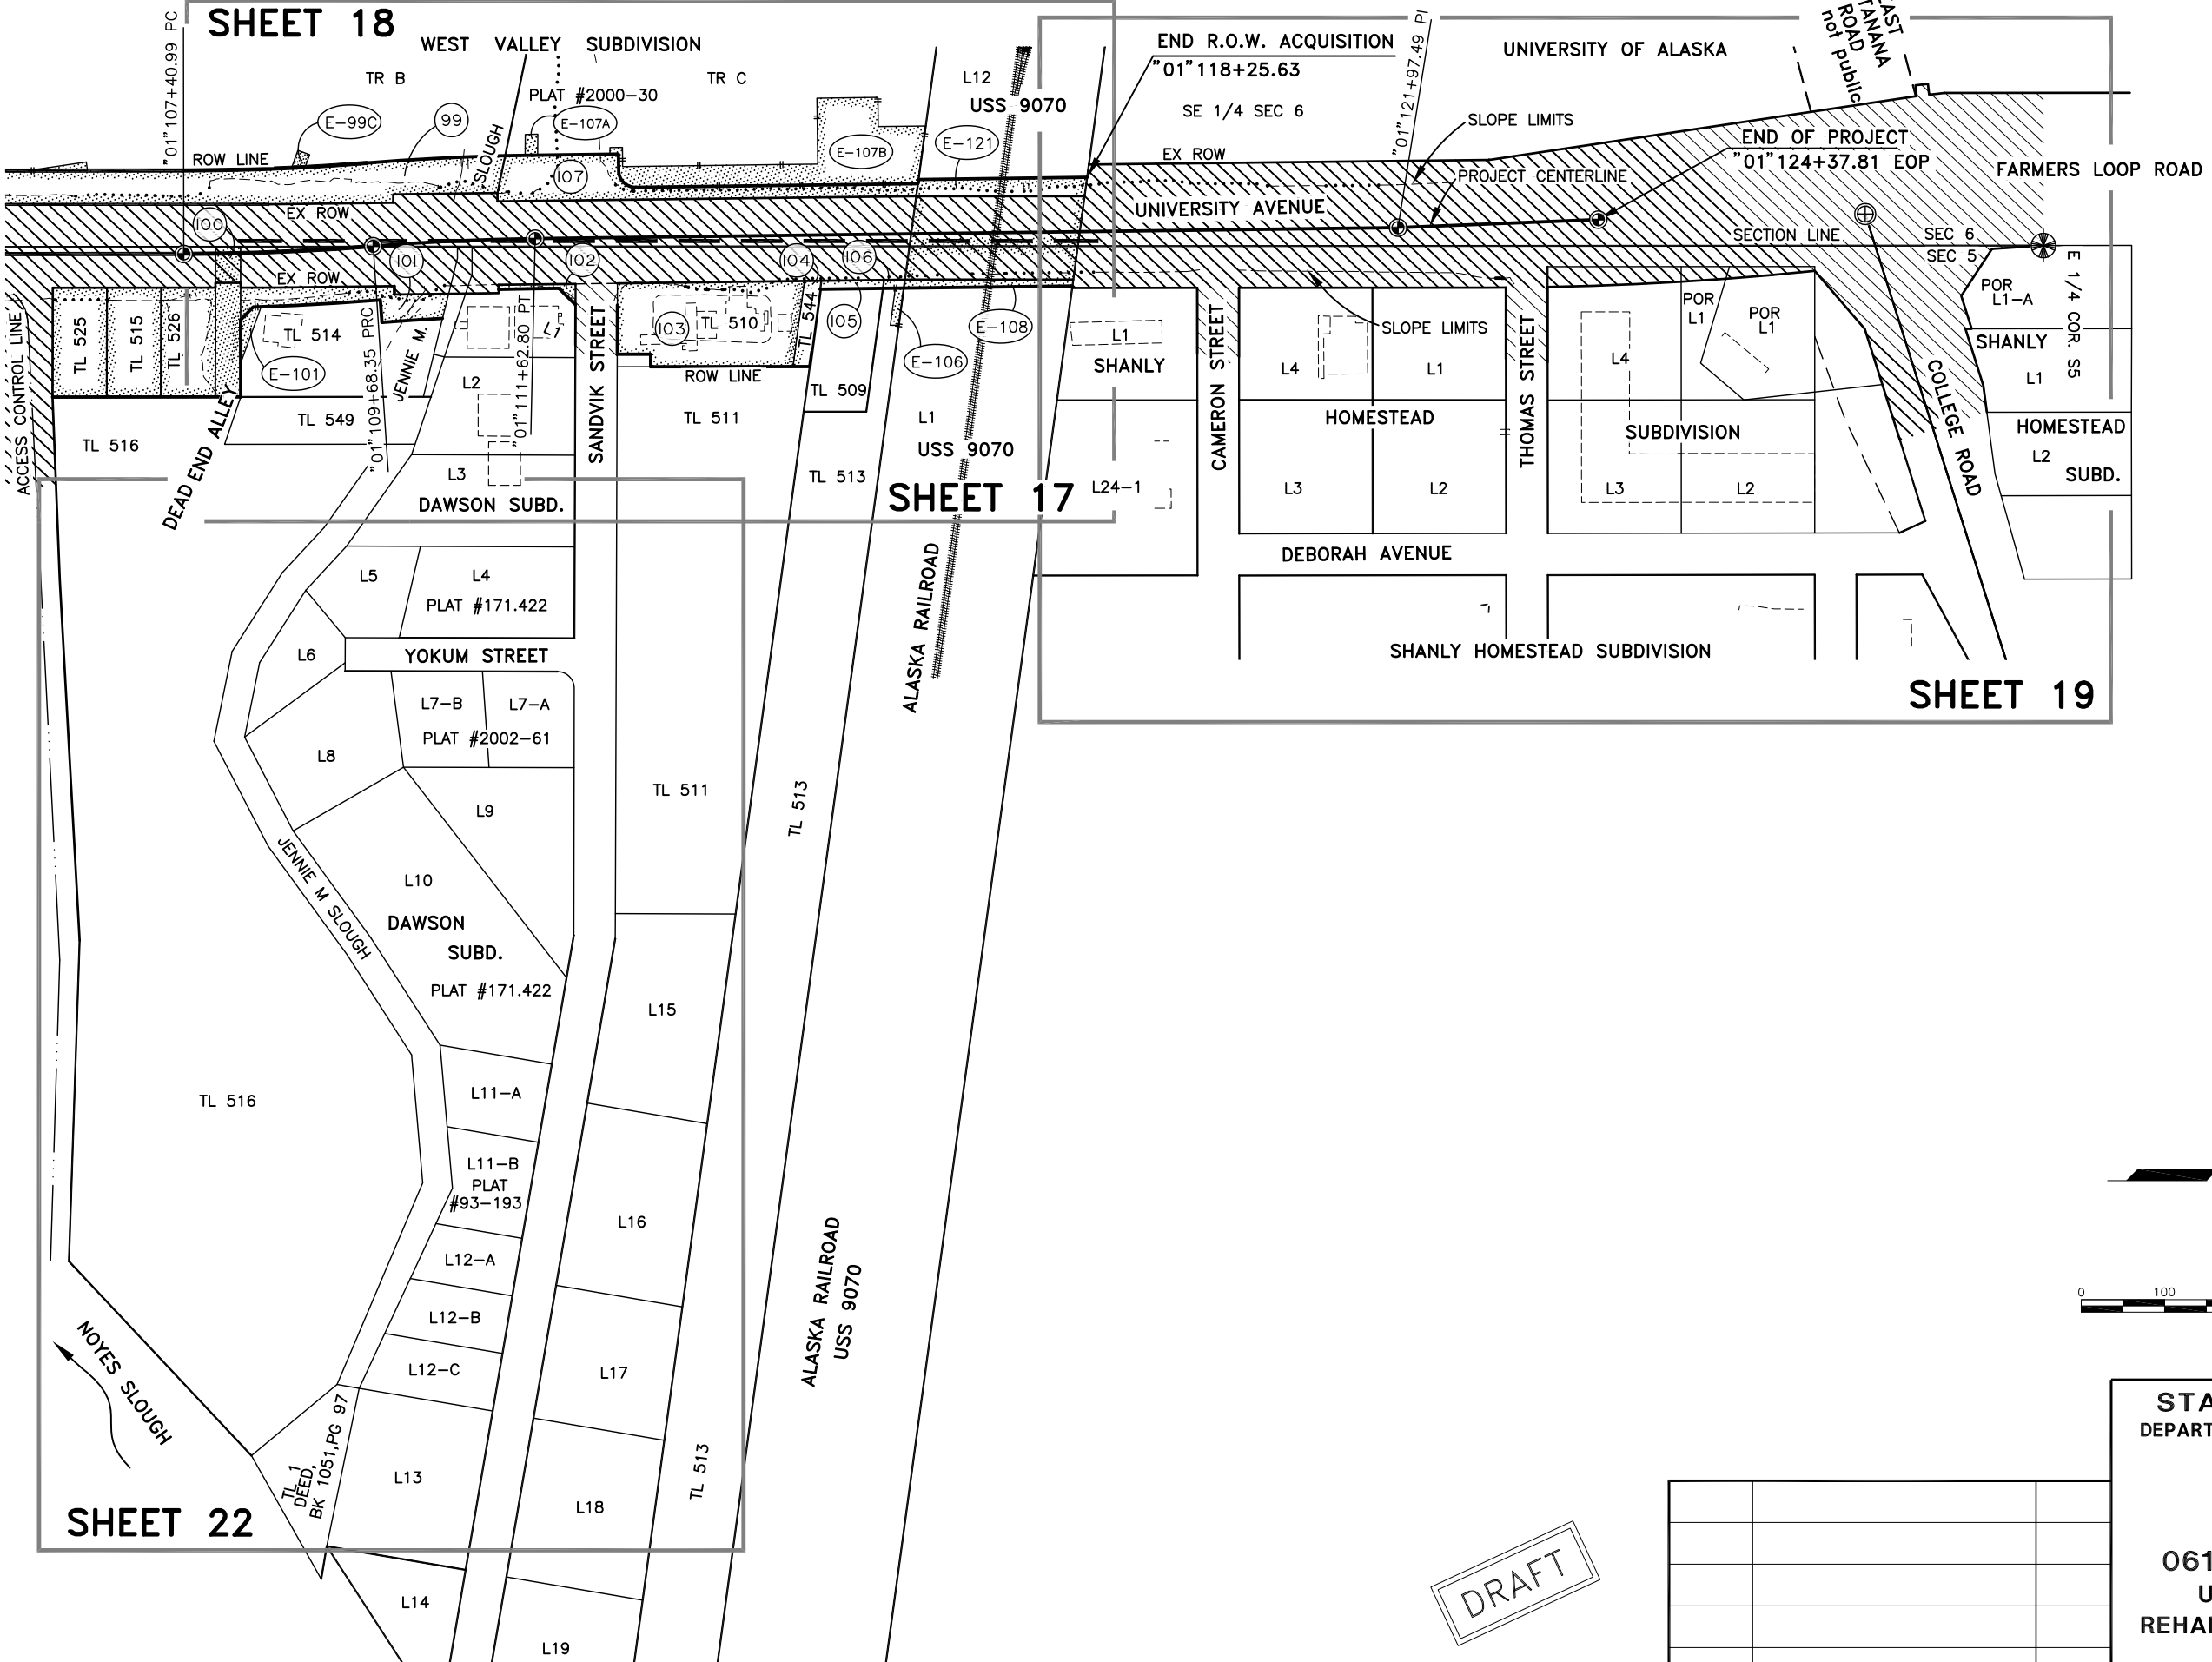 SHEET 18
WEST VALLEY SUBDIVISION
TR B
TR C
PLAT #2000-30
"01"107+40.99 PC
E-99C
99
E-107A
E-107B
E-121
L12
USS 9070
END R.O.W. ACQUISITION
"01"118+25.63
SE 1/4 SEC 6
UNIVERSITY OF ALASKA
"01"121+97.49 PI
EAST
TANANA
ROAD
not public
SLOPE LIMITS
END OF PROJECT
"01"124+37.81 EOP
FARMERS LOOP ROAD
ROW LINE
SLOUGH
107
EX ROW
PROJECT CENTERLINE
UNIVERSITY AVENUE
EX ROW
100
SECTION LINE
SEC 6
SEC 5
E 1/4 COR. S5
101
102
104
106
EX ROW
ACCESS CONTROL LINE
TL 525
TL 515
TL 526
TL 514
E-101
"01"109+68.35 PRC
JENNIE M.
L1
"01"111+62.80 PT
SANDVIK STREET
103
TL 510
TL 544
105
E-106
E-108
ROW LINE
TL 509
L1
SHANLY
CAMERON STREET
SLOPE LIMITS
L4
L1
THOMAS STREET
L4
POR
L1
POR
L1
COLLEGE ROAD
POR
L1-A
SHANLY
L1
HOMESTEAD
L2
SUBD.
TL 516
DEAD END ALLEY
TL 549
L2
L3
DAWSON SUBD.
TL 511
TL 513
L1
USS 9070
SHEET 17
L24-1
HOMESTEAD
L3
L2
SUBDIVISION
L3
L2
DEBORAH AVENUE
SHANLY HOMESTEAD SUBDIVISION
SHEET 19
ALASKA RAILROAD
L5
L4
PLAT #171.422
L6
YOKUM STREET
L7-B
L7-A
PLAT #2002-61
L8
L9
TL 511
TL 513
JENNIE M SLOUGH
L10
DAWSON
SUBD.
PLAT #171.422
L15
TL 516
L11-A
L11-B
PLAT
#93-193
L16
L12-A
L12-B
L12-C
L17
ALASKA RAILROAD
USS 9070
NOYES SLOUGH
TL 1
DEED,
BK 1051,PG 97
L13
L18
TL 513
SHEET 22
L14
L19
0 100
DRAFT
STA
DEPART
061
U
REHA